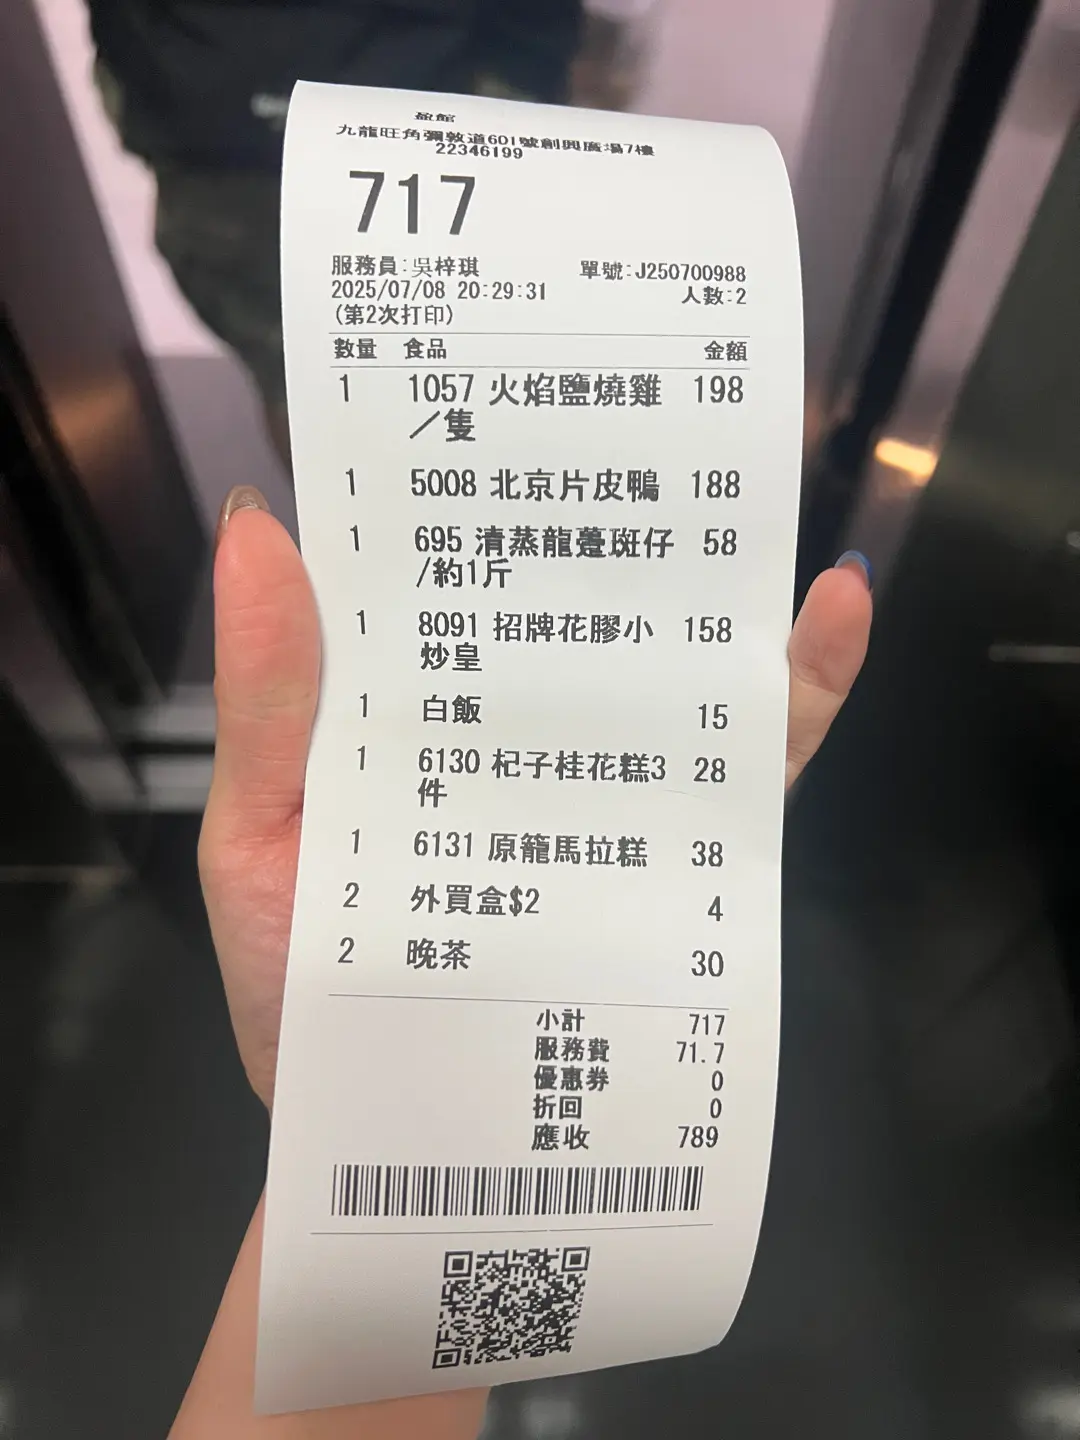 盈館
九龍旺角彌敦道601號創興廣場7樓
22346199
717
服務員:吳梓琪 單號:J250700988
2025/07/08 20:29:31 人數:2
(第2次打印)
數量 食品 金額
1 1057 火焰鹽燒雞 198
／隻
1 5008 北京片皮鴨 188
1 695 清蒸龍躉斑仔 58
/約1斤
1 8091 招牌花膠小 158
炒皇
1 白飯 15
1 6130 杞子桂花糕3 28
件
1 6131 原籠馬拉糕 38
2 外買盒$2 4
2 晚茶 30
小計 717
服務費 71.7
優惠券 0
折回 0
應收 789